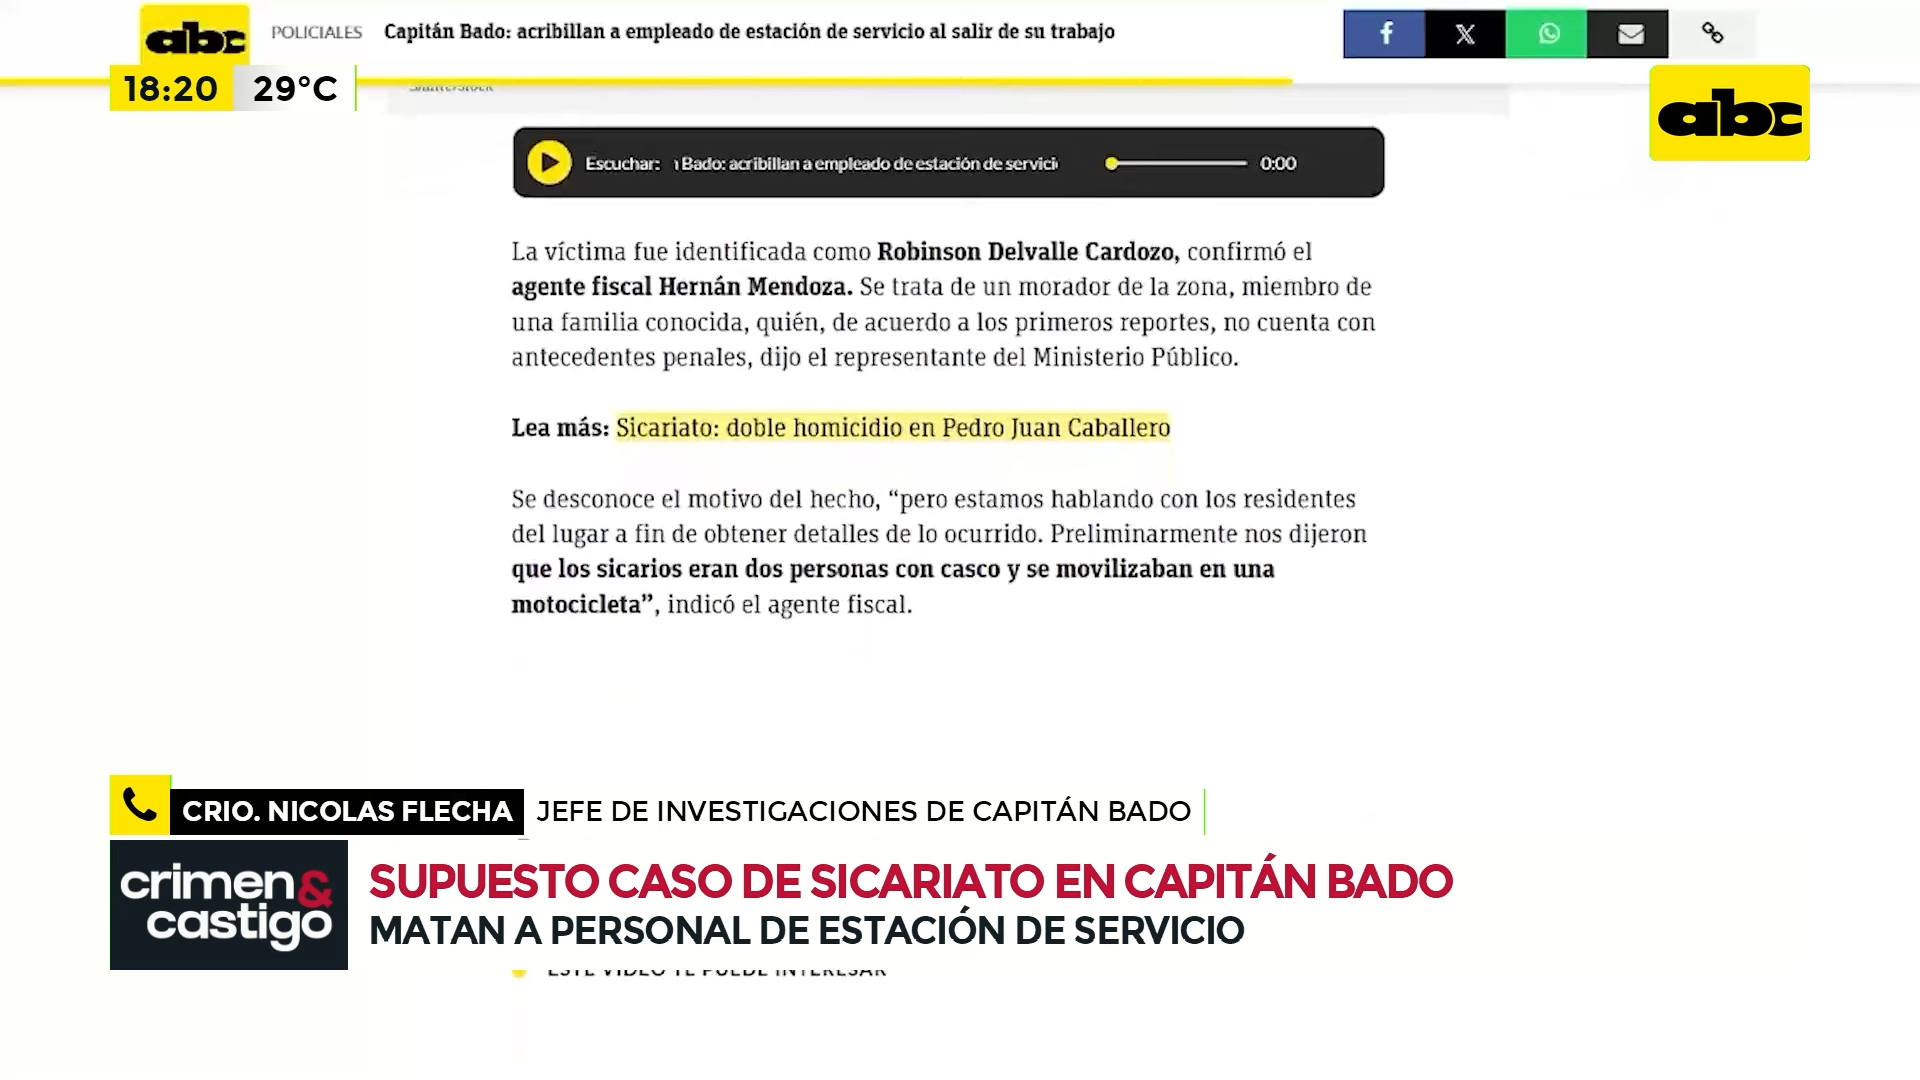 abc POLICIALES Capitán Bado: acribillan a empleado de estación de servicio al salir de su trabajo
18:20 29°C
abc
Escuchar: Bado: acribillan a empleado de estación de servici 0:00
La víctima fue identificada como Robinson Delvalle Cardozo, confirmó el
agente fiscal Hernán Mendoza. Se trata de un morador de la zona, miembro de
una familia conocida, quién, de acuerdo a los primeros reportes, no cuenta con
antecedentes penales, dijo el representante del Ministerio Público.
Lea más: Sicariato: doble homicidio en Pedro Juan Caballero
Se desconoce el motivo del hecho, “pero estamos hablando con los residentes
del lugar a fin de obtener detalles de lo ocurrido. Preliminarmente nos dijeron
que los sicarios eran dos personas con casco y se movilizaban en una
motocicleta”, indicó el agente fiscal.
CRIO. NICOLAS FLECHA JEFE DE INVESTIGACIONES DE CAPITÁN BADO
crimen&
castigo
SUPUESTO CASO DE SICARIATO EN CAPITÁN BADO
MATAN A PERSONAL DE ESTACIÓN DE SERVICIO
ESTE VIDEO TE PUEDE INTERESAR